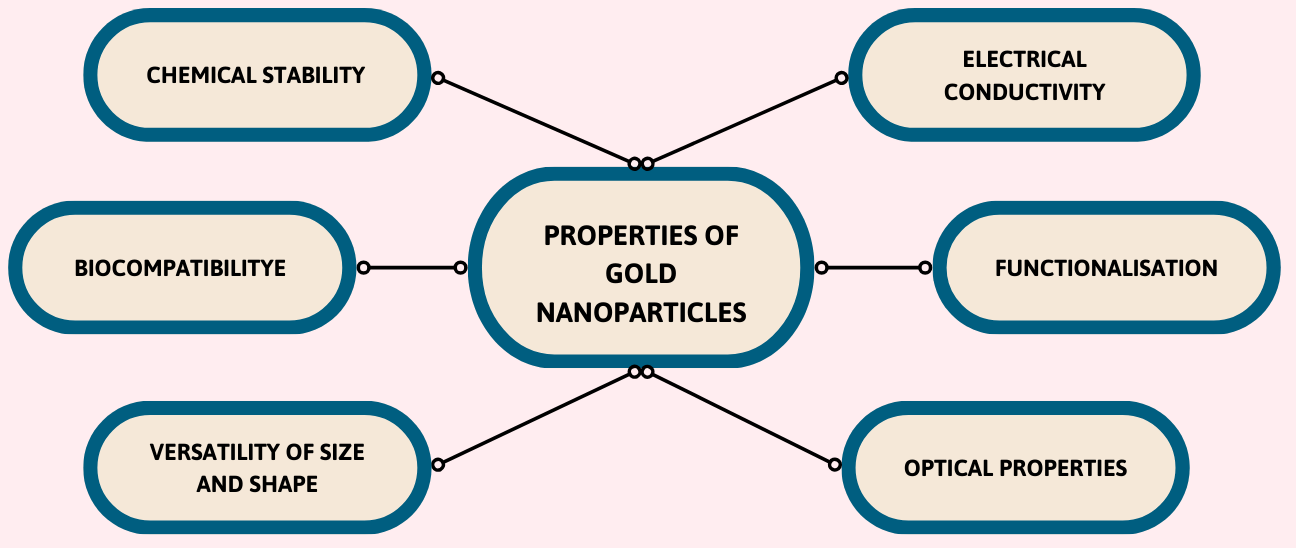 CHEMICAL STABILITY
ELECTRICAL
CONDUCTIVITY
PROPERTIES OF
GOLD
NANOPARTICLES
BIOCOMPATIBILITYE
FUNCTIONALISATION
VERSATILITY OF SIZE
AND SHAPE
OPTICAL PROPERTIES